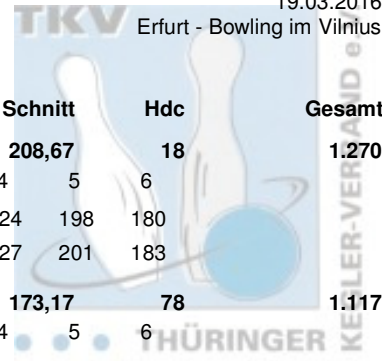 19.03.2016
TKV
Erfurt - Bowling im Vilnius
Schnitt Hdc Gesamt
208,67 18 1.270
4 5 6
24 198 180
27 201 183
173,17 78 1.117
4 5 6
THÜRINGER
KEGLER-VERBAND e.V.